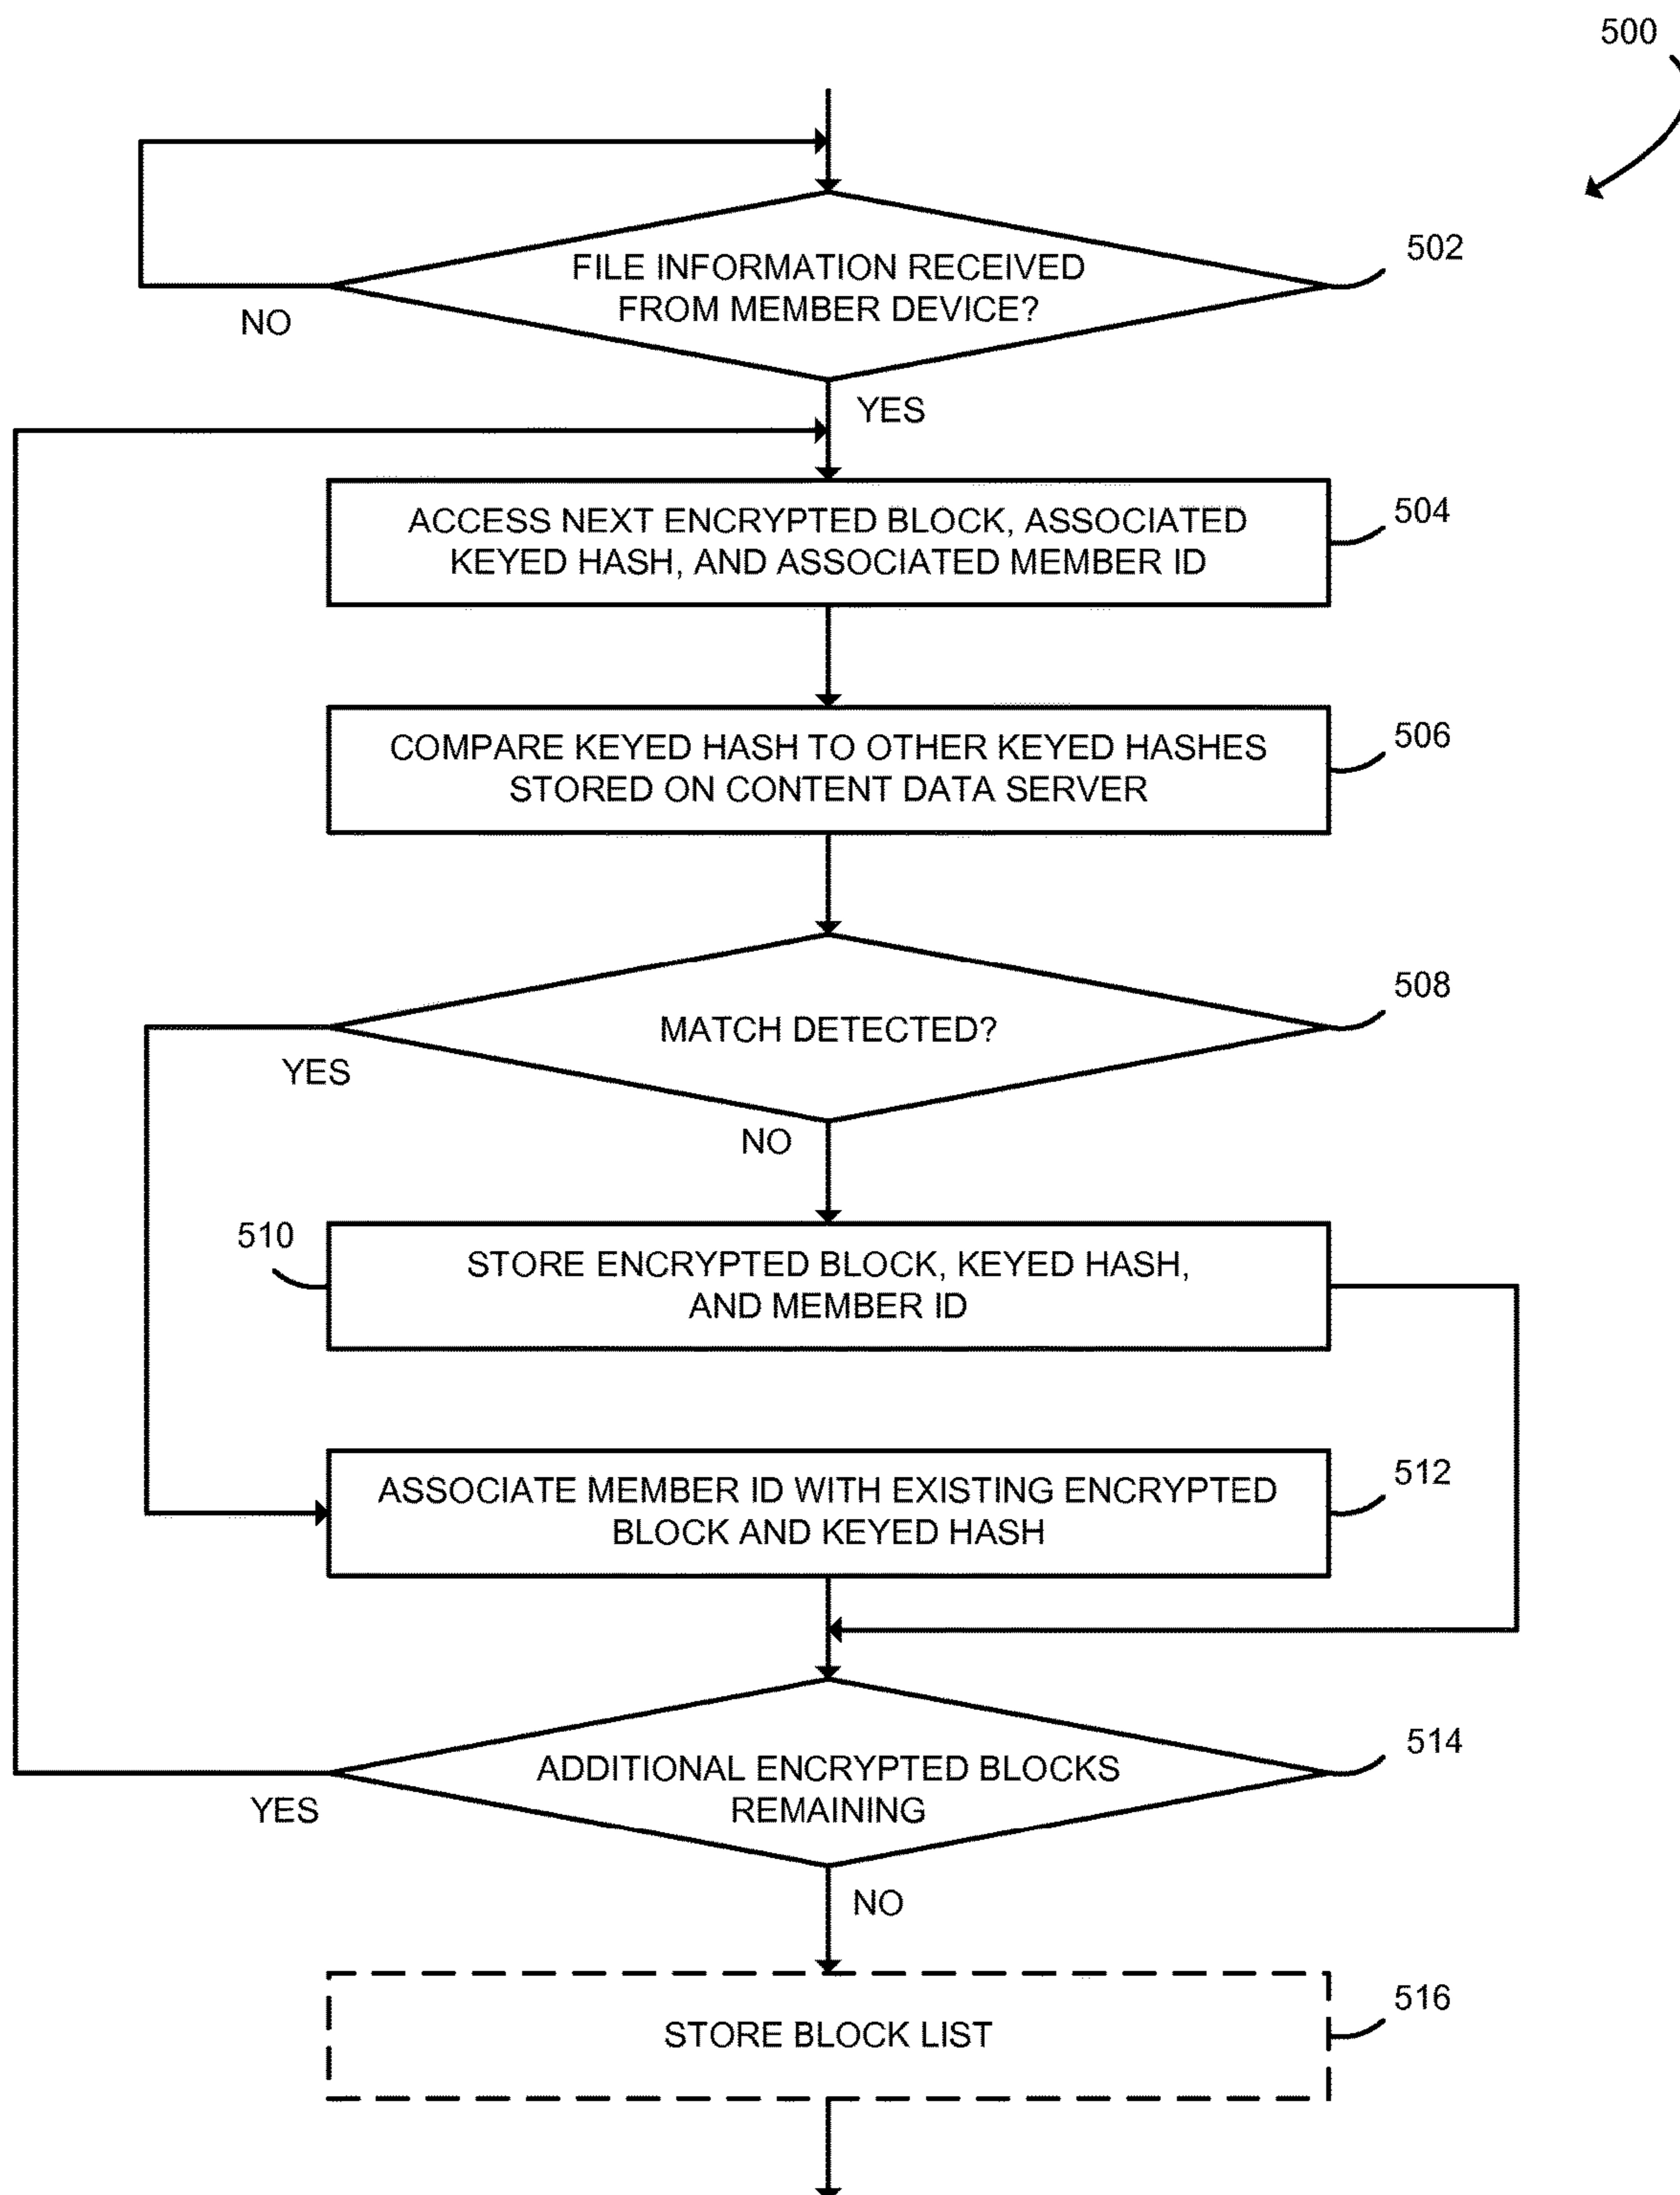 500
FILE INFORMATION RECEIVED
FROM MEMBER DEVICE?
502
NO
YES
ACCESS NEXT ENCRYPTED BLOCK, ASSOCIATED
KEYED HASH, AND ASSOCIATED MEMBER ID
504
COMPARE KEYED HASH TO OTHER KEYED HASHES
STORED ON CONTENT DATA SERVER
506
MATCH DETECTED?
508
YES
NO
510
STORE ENCRYPTED BLOCK, KEYED HASH,
AND MEMBER ID
ASSOCIATE MEMBER ID WITH EXISTING ENCRYPTED
BLOCK AND KEYED HASH
512
ADDITIONAL ENCRYPTED BLOCKS
REMAINING
514
YES
NO
STORE BLOCK LIST
516